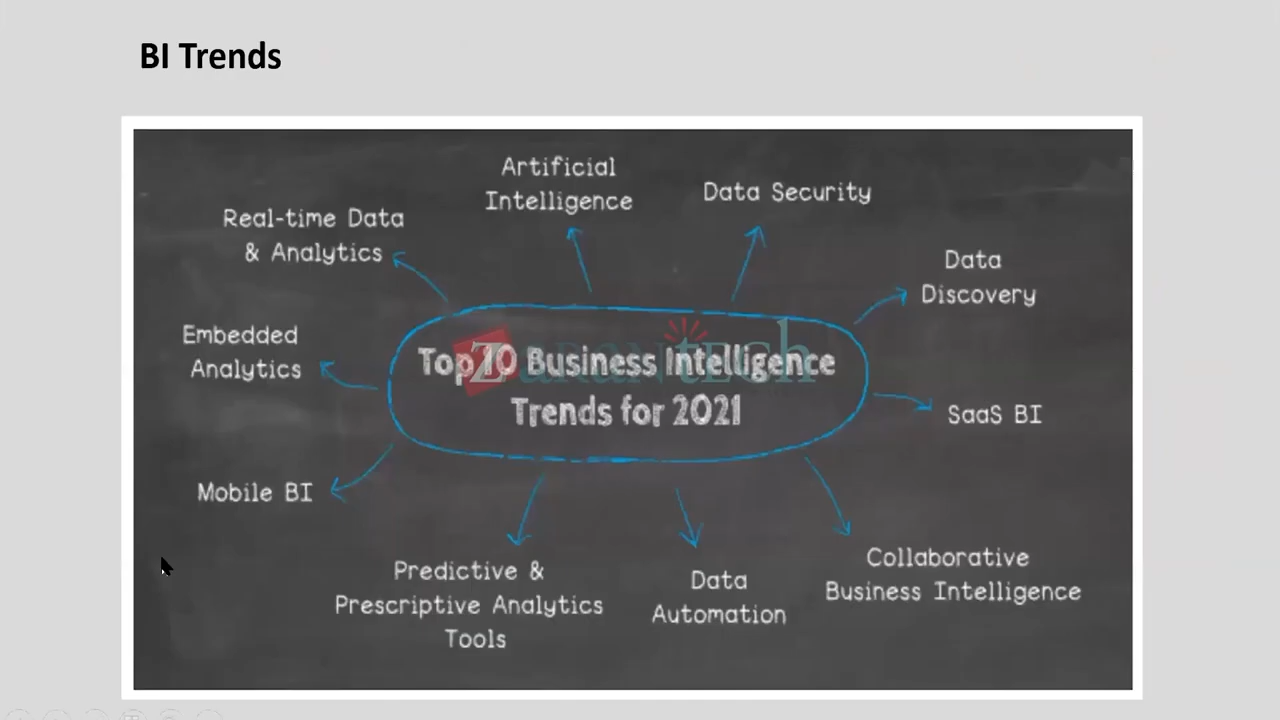 BI Trends
Artificial
Intelligence
Data Security
Real-time Data
& Analytics
Data
Discovery
Embedded
Analytics
Top 10 Business Intelligence
Trends for 2021
ZARANTECH
SaaS BI
Mobile BI
Predictive &
Prescriptive Analytics
Tools
Data
Automation
Collaborative
Business Intelligence